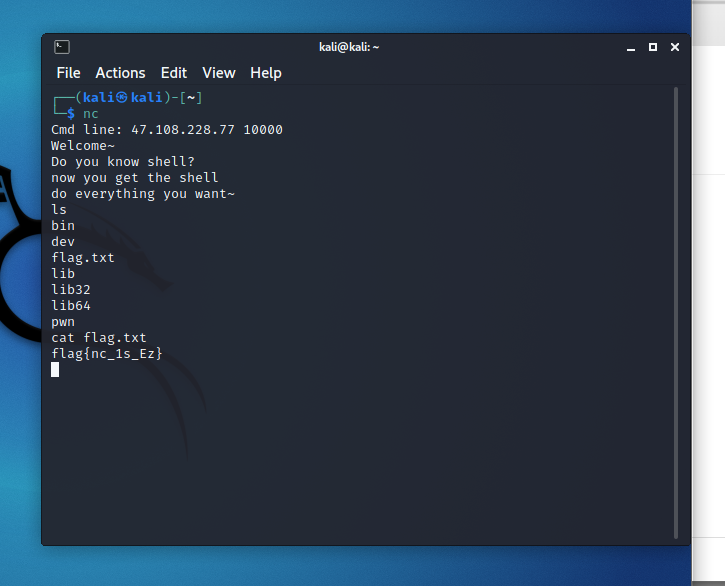 kali@kali: ~
File Actions Edit View Help
┌──(kali㉿kali)-[~]
└─$ nc
Cmd line: 47.108.228.77 10000
Welcome~
Do you know shell?
now you get the shell
do everything you want~
ls
bin
dev
flag.txt
lib
lib32
lib64
pwn
cat flag.txt
flag{nc_1s_Ez}